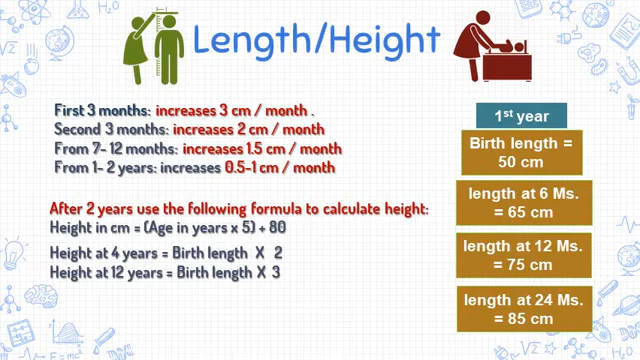 Length/Height
First 3 months: increases 3 cm / month .
Second 3 months: increases 2 cm / month
From 7- 12 months: increases 1.5 cm / month
From 1- 2 years: increases 0.5-1 cm / month
After 2 years use the following formula to calculate height:
Height in cm = (Age in years x 5) + 80
Height at 4 years = Birth length X 2
Height at 12 years = Birth length X 3
1st year
Birth length =
50 cm
length at 6 Ms.
= 65 cm
length at 12 Ms.
= 75 cm
length at 24 Ms.
= 85 cm
H₂O
E=mc²
H₂O